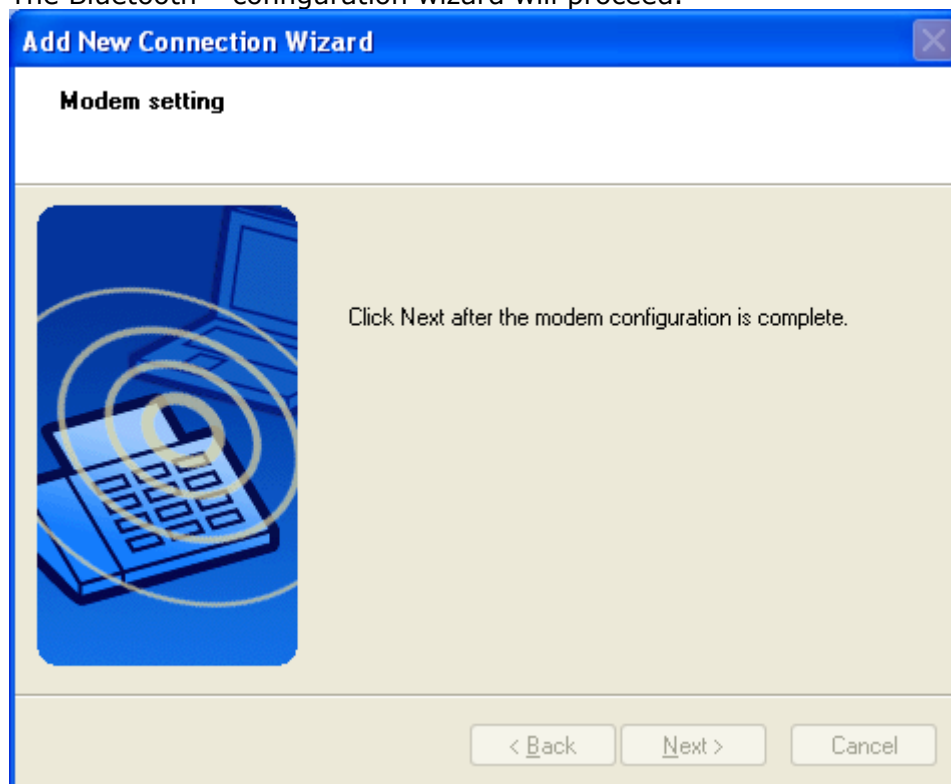 The Bluetooth configuration wizard will proceed.
Add New Connection Wizard
Modem setting
Click Next after the modem configuration is complete.
< Back Next > Cancel